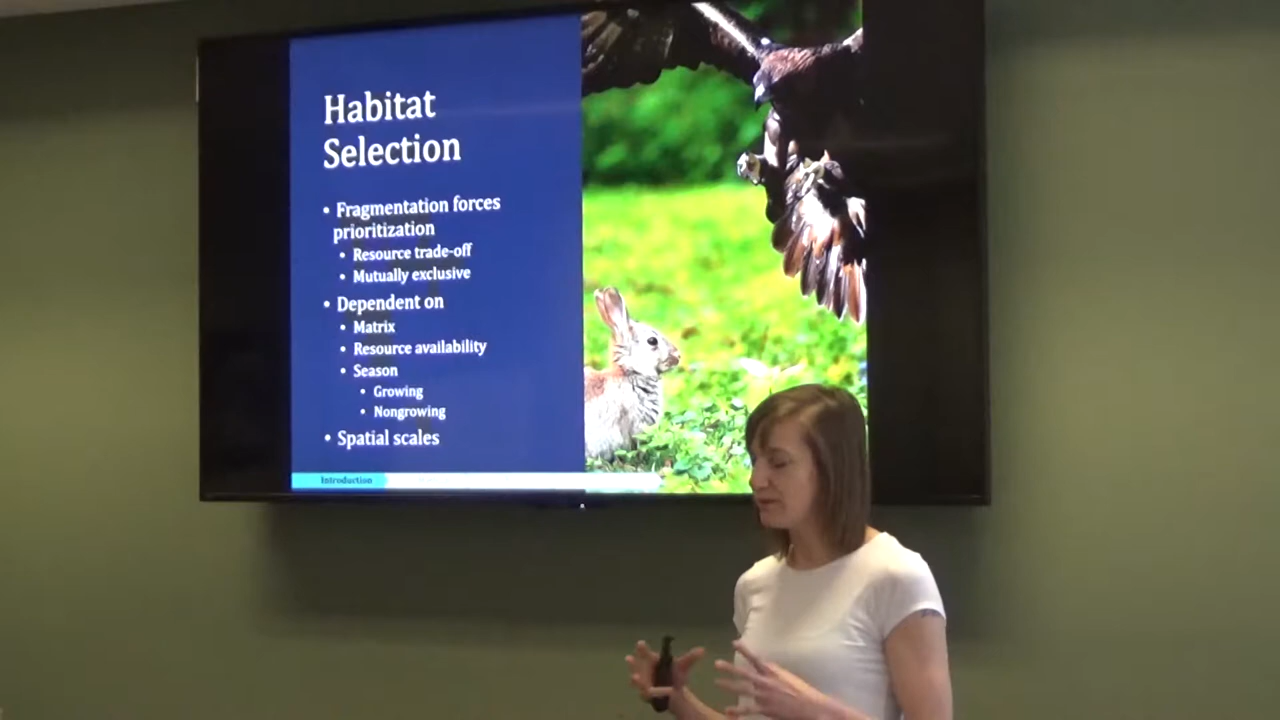 Habitat
Selection
• Fragmentation forces
prioritization
• Resource trade-off
• Mutually exclusive
• Dependent on
• Matrix
• Resource availability
• Season
• Growing
• Nongrowing
• Spatial scales
Introduction